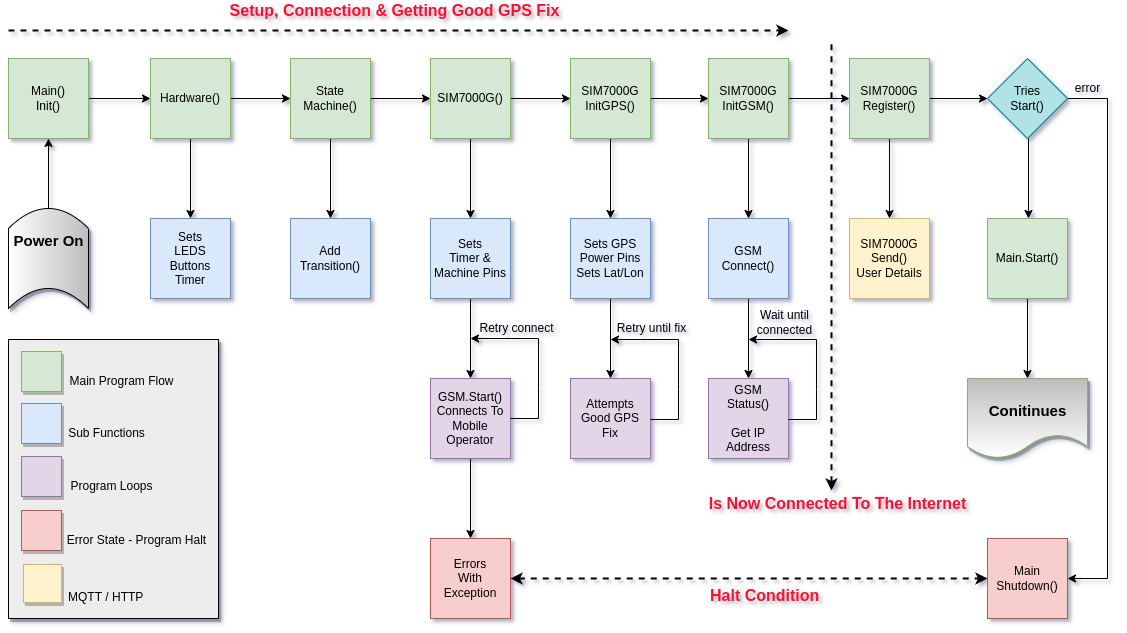 Setup, Connection & Getting Good GPS Fix
Main()
Init()
Hardware()
State
Machine()
SIM7000G()
SIM7000G
InitGPS()
SIM7000G
InitGSM()
SIM7000G
Register()
Tries
Start()
error
Power On
Sets
LEDS
Buttons
Timer
Add
Transition()
Sets
Timer &
Machine Pins
Sets GPS
Power Pins
Sets Lat/Lon
GSM
Connect()
SIM7000G
Send()
User Details
Main.Start()
Retry connect
Retry until fix
Wait until
connected
GSM.Start()
Connects To
Mobile
Operator
Attempts
Good GPS
Fix
GSM
Status()
Get IP
Address
Conitinues
Main Program Flow
Sub Functions
Program Loops
Error State - Program Halt
MQTT / HTTP
Is Now Connected To The Internet
Errors
With
Exception
Halt Condition
Main
Shutdown()